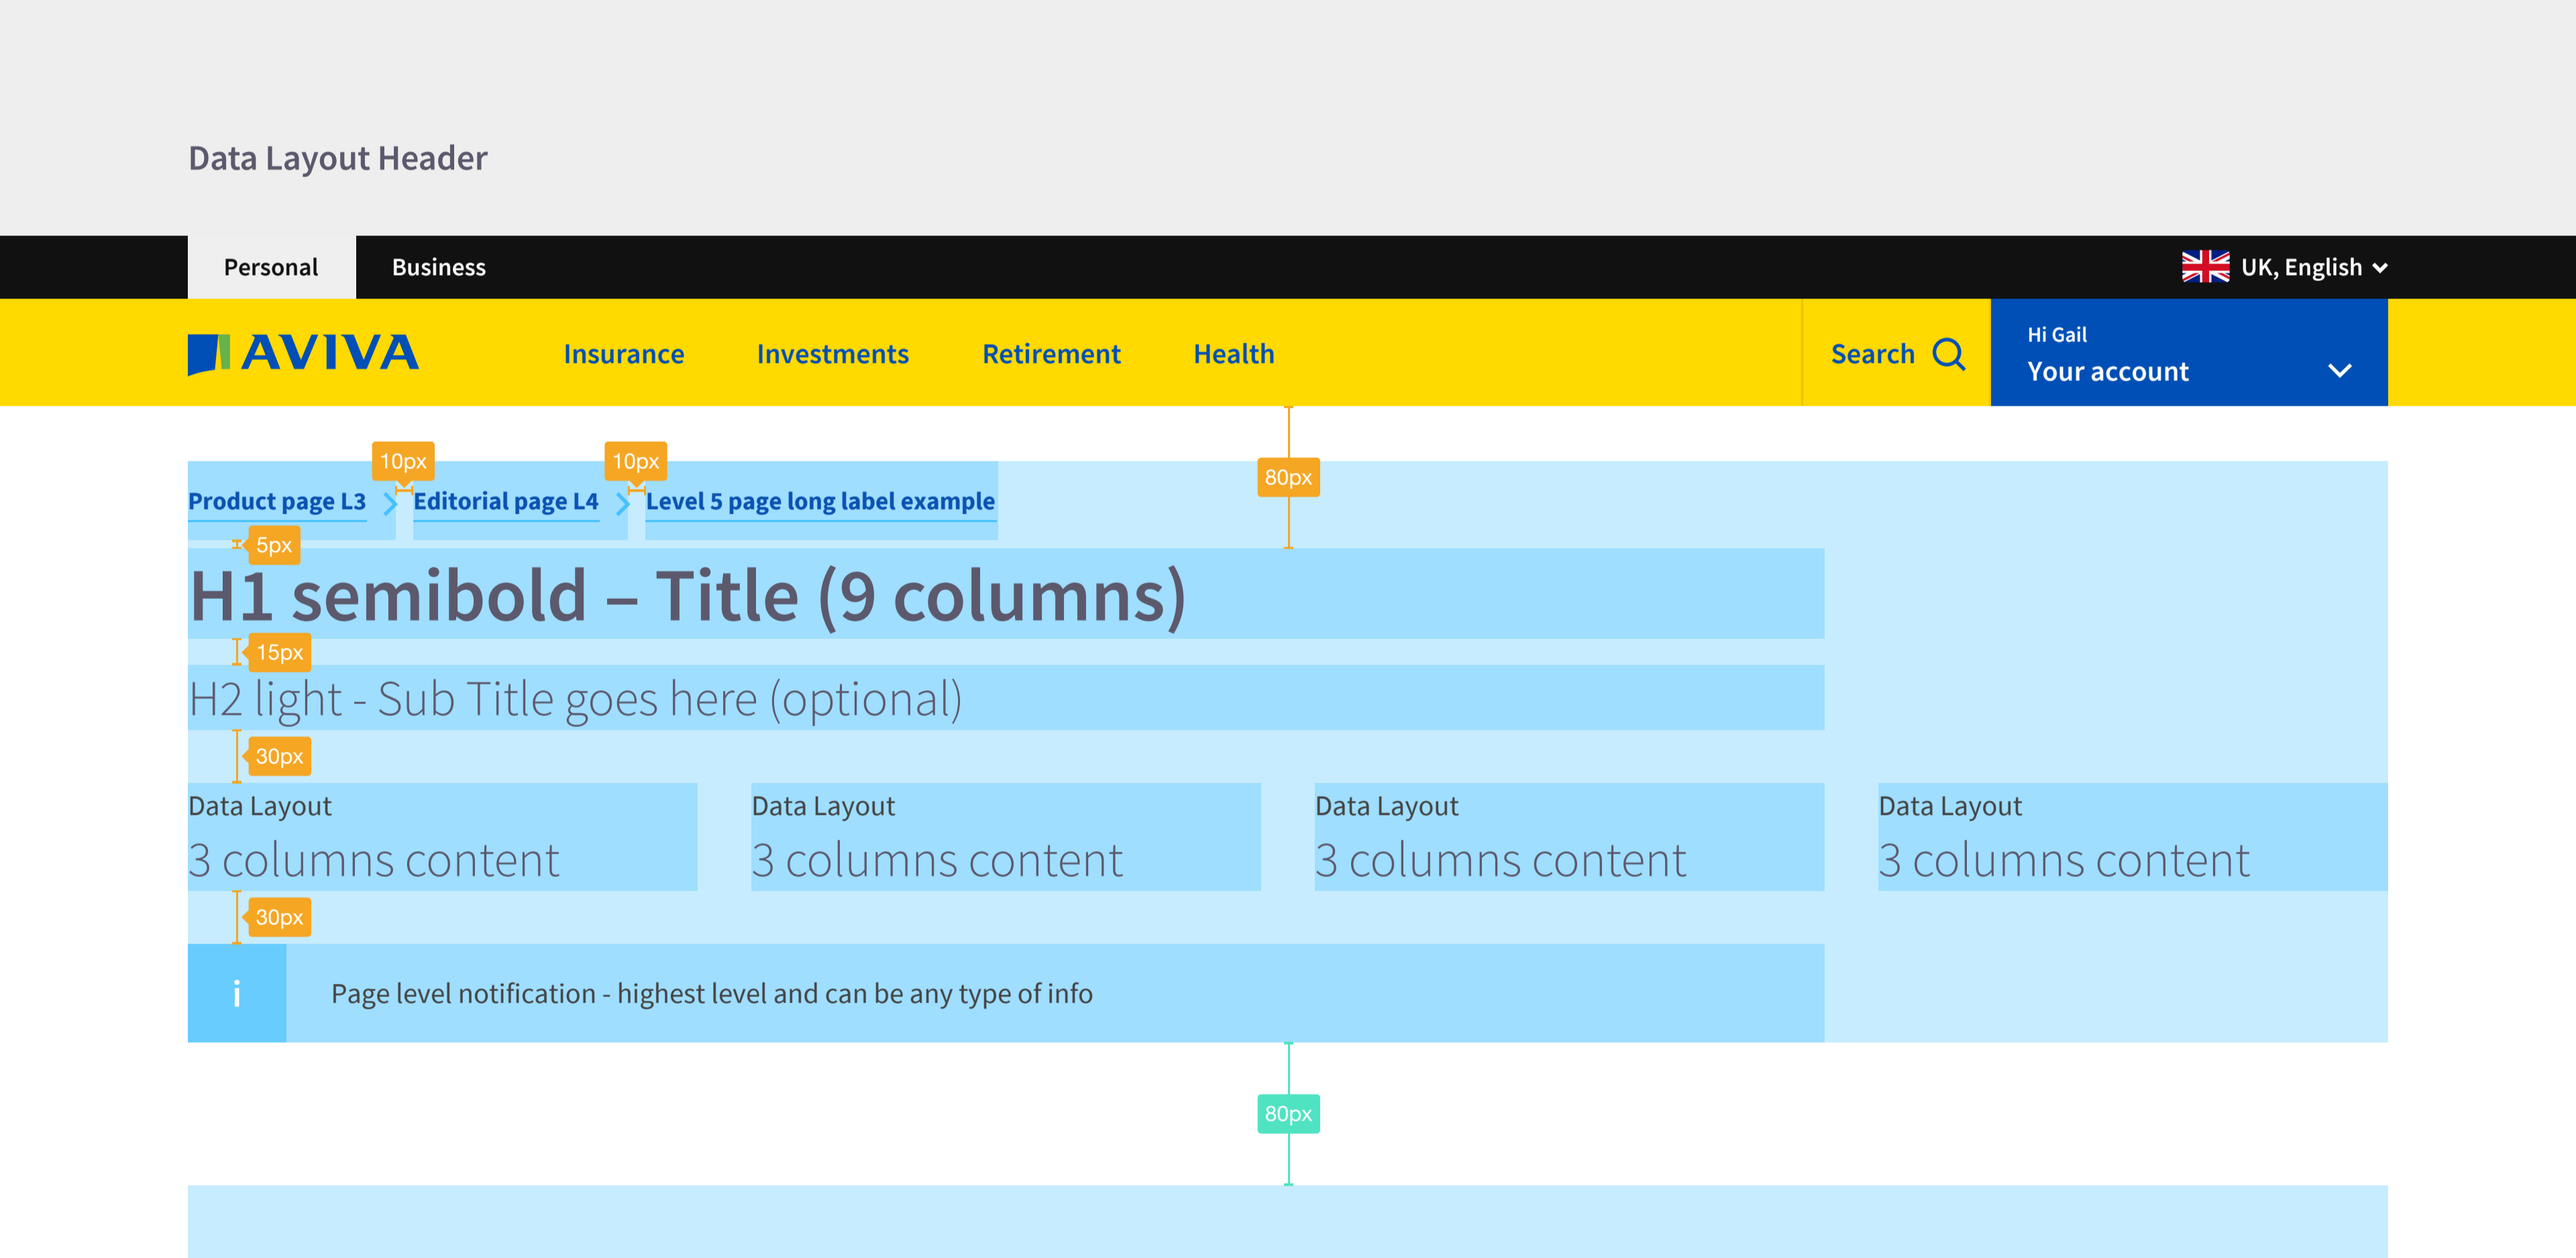 Data Layout Header
Personal Business UK, English
AVIVA Insurance Investments Retirement Health Search Hi Gail
Your account
10px 10px
80px
Product page L3 Editorial page L4 Level 5 page long label example
5px
H1 semibold – Title (9 columns)
15px
H2 light - Sub Title goes here (optional)
30px
Data Layout Data Layout Data Layout Data Layout
3 columns content 3 columns content 3 columns content 3 columns content
30px
i Page level notification - highest level and can be any type of info
80px